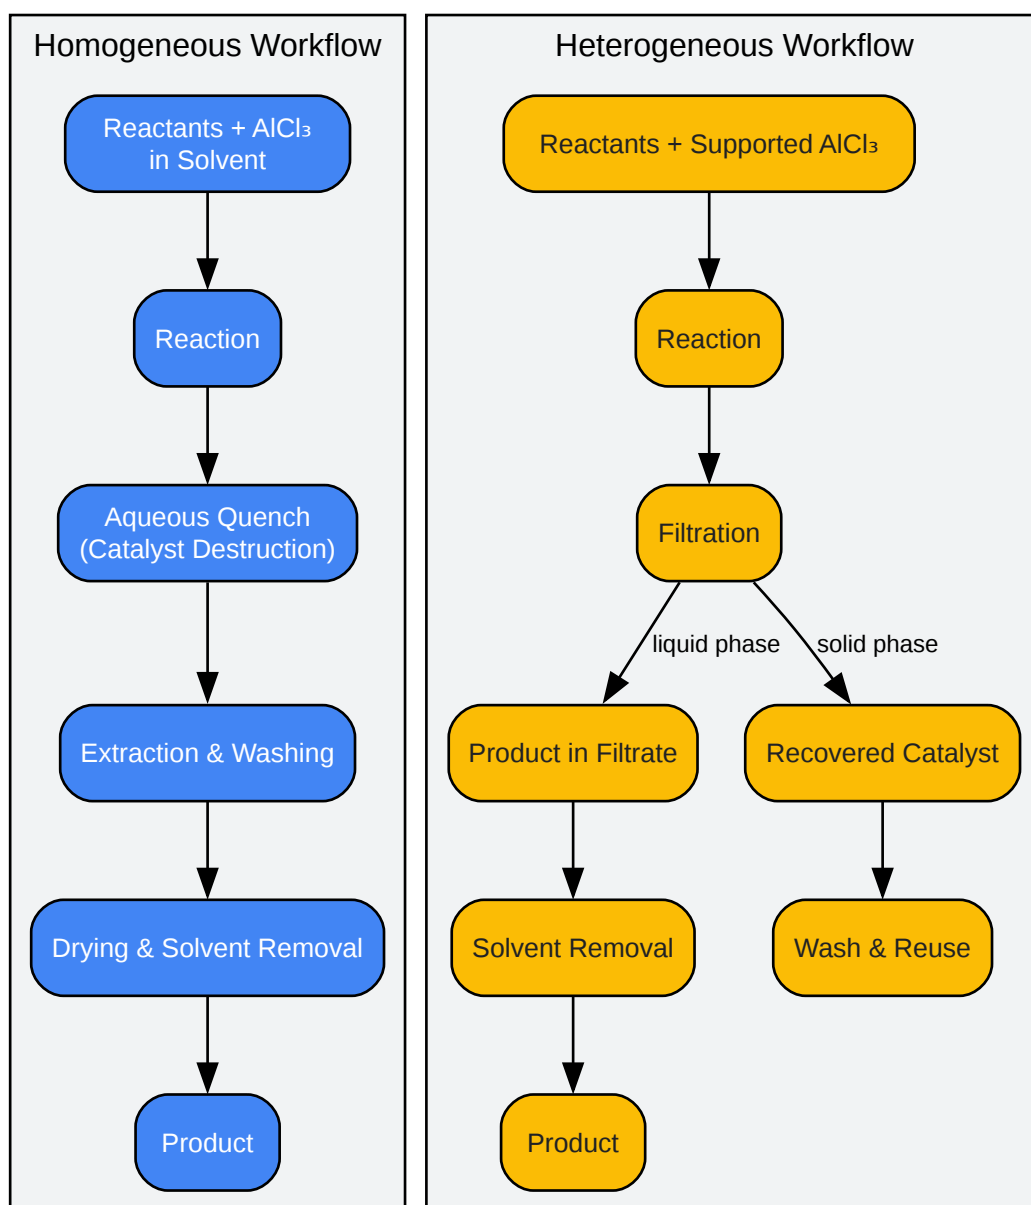 Homogeneous Workflow
Reactants + AlCl₃
in Solvent
Reaction
Aqueous Quench
(Catalyst Destruction)
Extraction & Washing
Drying & Solvent Removal
Product
Heterogeneous Workflow
Reactants + Supported AlCl₃
Reaction
Filtration
liquid phase
solid phase
Product in Filtrate
Recovered Catalyst
Solvent Removal
Wash & Reuse
Product